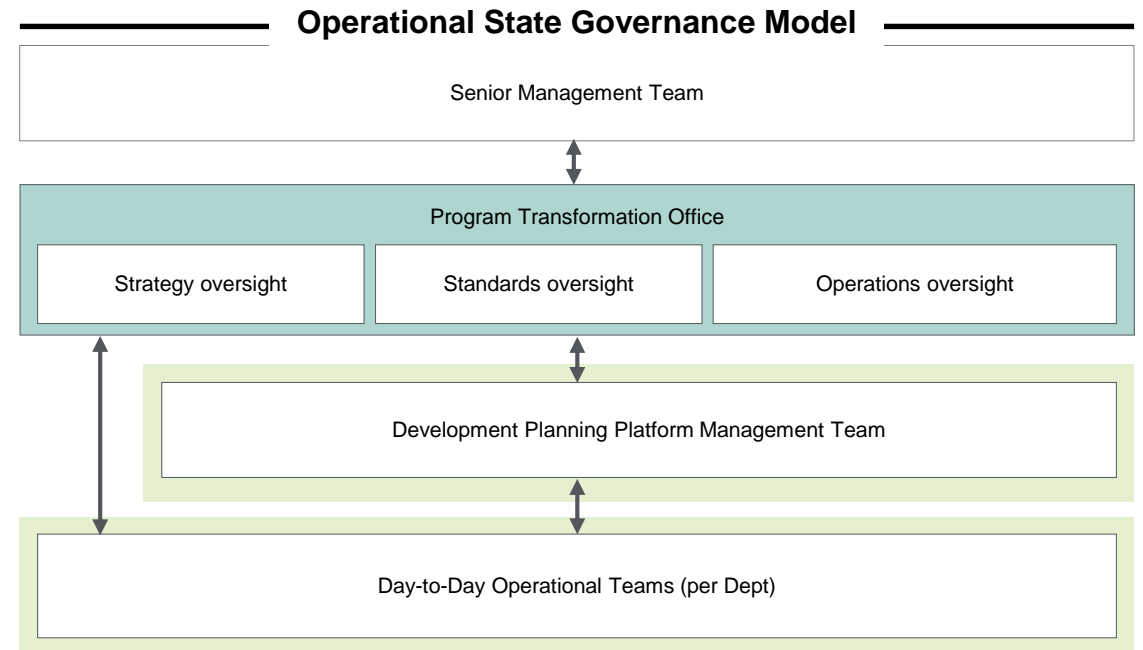 Operational State Governance Model
Senior Management Team
Program Transformation Office
Strategy oversight
Standards oversight
Operations oversight
Development Planning Platform Management Team
Day-to-Day Operational Teams (per Dept)